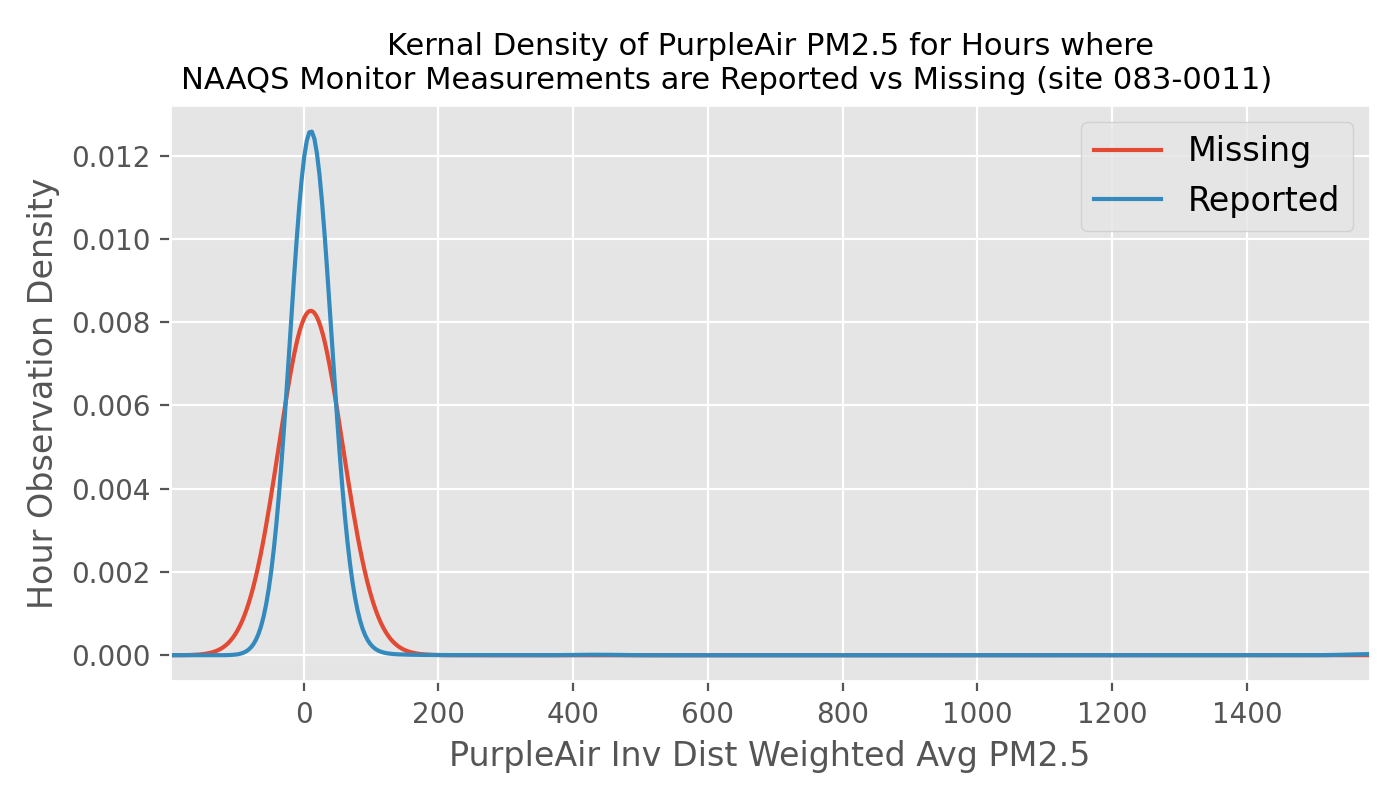 Kernal Density of PurpleAir PM2.5 for Hours where
NAAQS Monitor Measurements are Reported vs Missing (site 083-0011)
Missing
Reported
Hour Observation Density
0.012
0.010
0.008
0.006
0.004
0.002
0.000
0 200 400 600 800 1000 1200 1400
PurpleAir Inv Dist Weighted Avg PM2.5